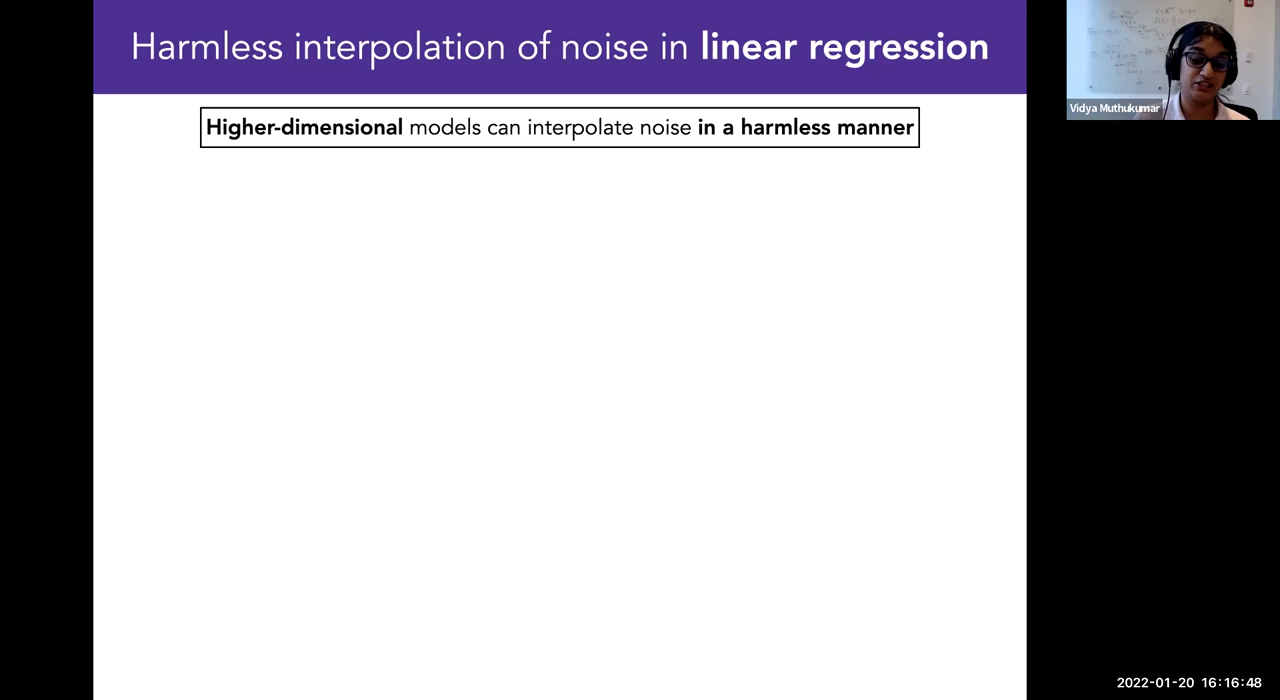 Harmless interpolation of noise in linear regression
Higher-dimensional models can interpolate noise in a harmless manner
Vidya Muthukumar
2022-01-20 16:16:48